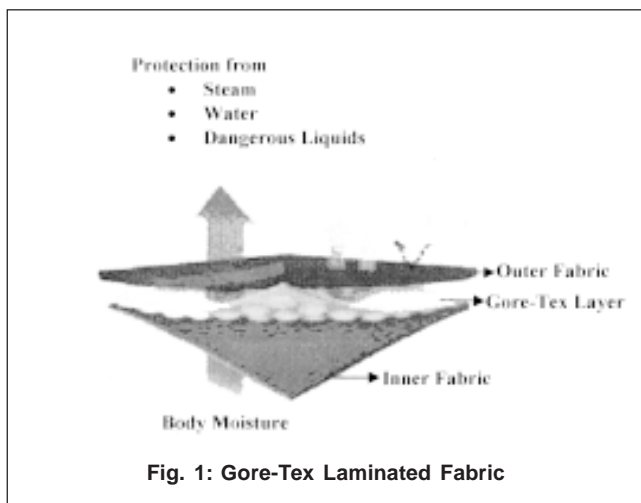 Protection from
• Steam
• Water
• Dangerous Liquids
Outer Fabric
Gore-Tex Layer
Inner Fabric
Body Moisture
Fig. 1: Gore-Tex Laminated Fabric